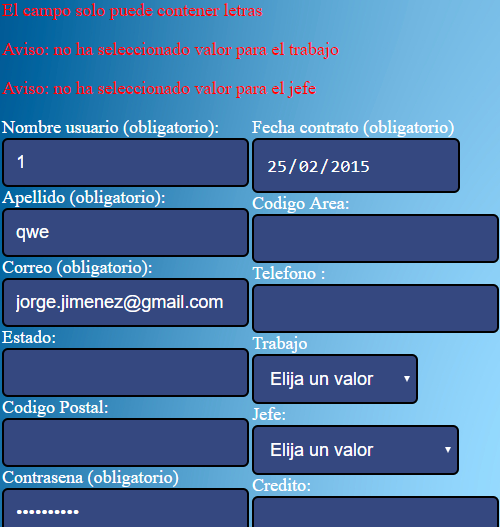 El campo solo puede contener letras
Aviso: no ha seleccionado valor para el trabajo
Aviso: no ha seleccionado valor para el jefe
Nombre usuario (obligatorio):
1
Apellido (obligatorio):
qwe
Correo (obligatorio):
jorge.jimenez@gmail.com
Estado:
Codigo Postal:
Contrasena (obligatorio)
••••••••••
Fecha contrato (obligatorio)
25/02/2015
Codigo Area:
Telefono :
Trabajo
Elija un valor
Jefe:
Elija un valor
Credito: